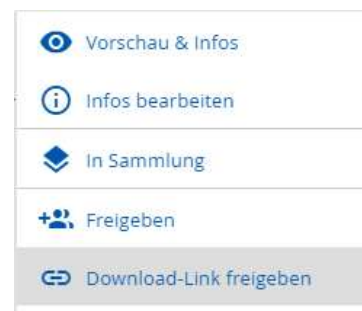 Vorschau & Infos
Infos bearbeiten
In Sammlung
Freigeben
Download-Link freigeben